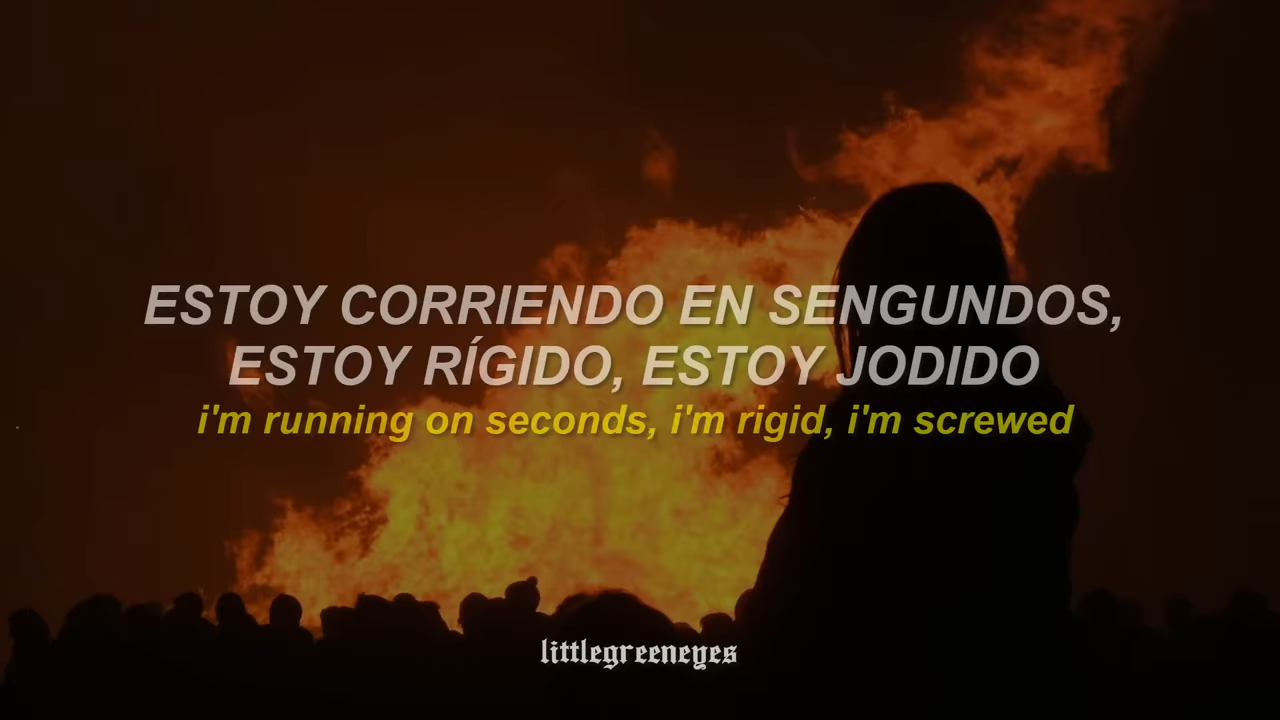 ESTOY CORRIENDO EN SENGUNDOS,
ESTOY RÍGIDO, ESTOY JODIDO
i'm running on seconds, i'm rigid, i'm screwed
littlegreeneyes